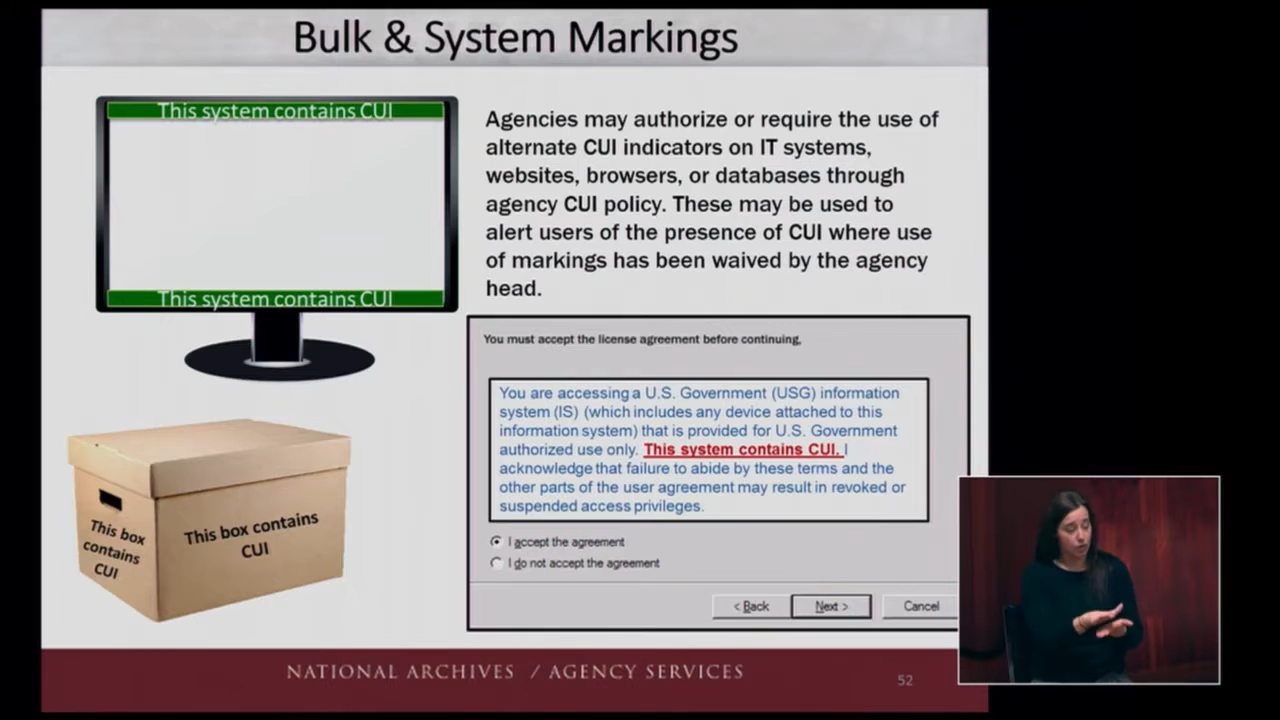 Bulk & System Markings
This system contains CUI
This system contains CUI
Agencies may authorize or require the use of
alternate CUI indicators on IT systems,
websites, browsers, or databases through
agency CUI policy. These may be used to
alert users of the presence of CUI where use
of markings has been waived by the agency
head.
You must accept the license agreement before continuing,
You are accessing a U.S. Government (USG) information
system (IS) (which includes any device attached to this
information system) that is provided for U.S. Government
authorized use only. This system contains CUI. I
acknowledge that failure to abide by these terms and the
other parts of the user agreement may result in revoked or
suspended access privileges.
I accept the agreement
I do not accept the agreement
< Back
Next >
Cancel
This box
contains
CUI
This box contains
CUI
NATIONAL ARCHIVES / AGENCY SERVICES
52